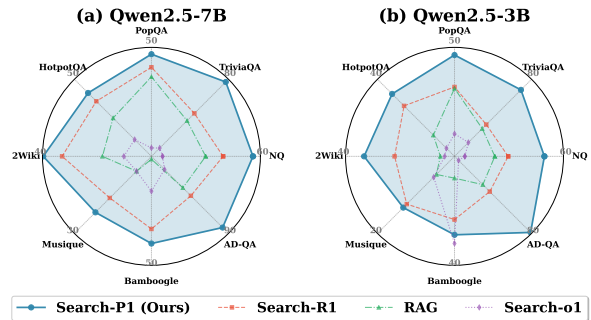 (a) Qwen2.5-7B
(b) Qwen2.5-3B
PopQA
50
HotpotQA
50
TriviaQA
80
2Wiki
40
60
NQ
Musique
30
AD-QA
Bamboogle
50
PopQA
50
HotpotQA
40
TriviaQA
80
2Wiki
40
60
NQ
Musique
20
AD-QA
40
Bamboogle
Search-P1 (Ours)
Search-R1
RAG
Search-o1